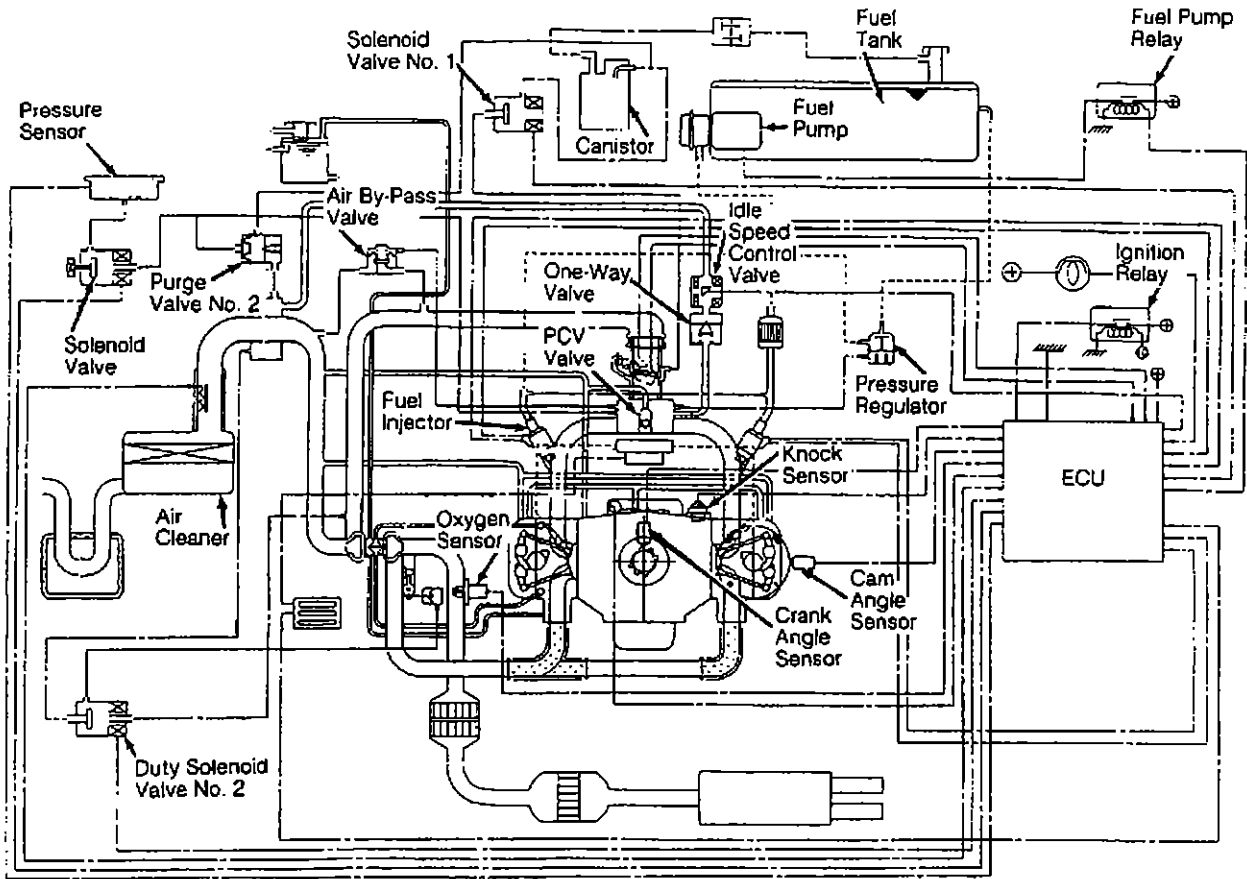 Solenoid
Valve No. 1
Fuel
Tank
Fuel Pump
Relay
Pressure
Sensor
Fuel
Pump
Canistor
Air By-Pass
Valve
Idle
Speed
Control
Valve
Ignition
Relay
Purge
Valve No. 2
One-Way
Valve
Solenoid
Valve
PCV
Valve
Pressure
Regulator
Fuel
Injector
Knock
Sensor
ECU
Air
Cleaner
Oxygen
Sensor
Cam
Angle
Sensor
Crank
Angle
Sensor
Duty Solenoid
Valve No. 2